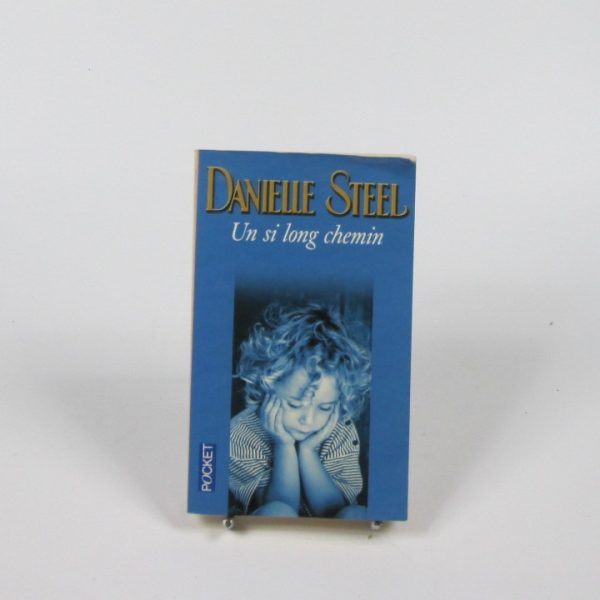 DANIELLE STEEL
Un si long chemin
POCKET